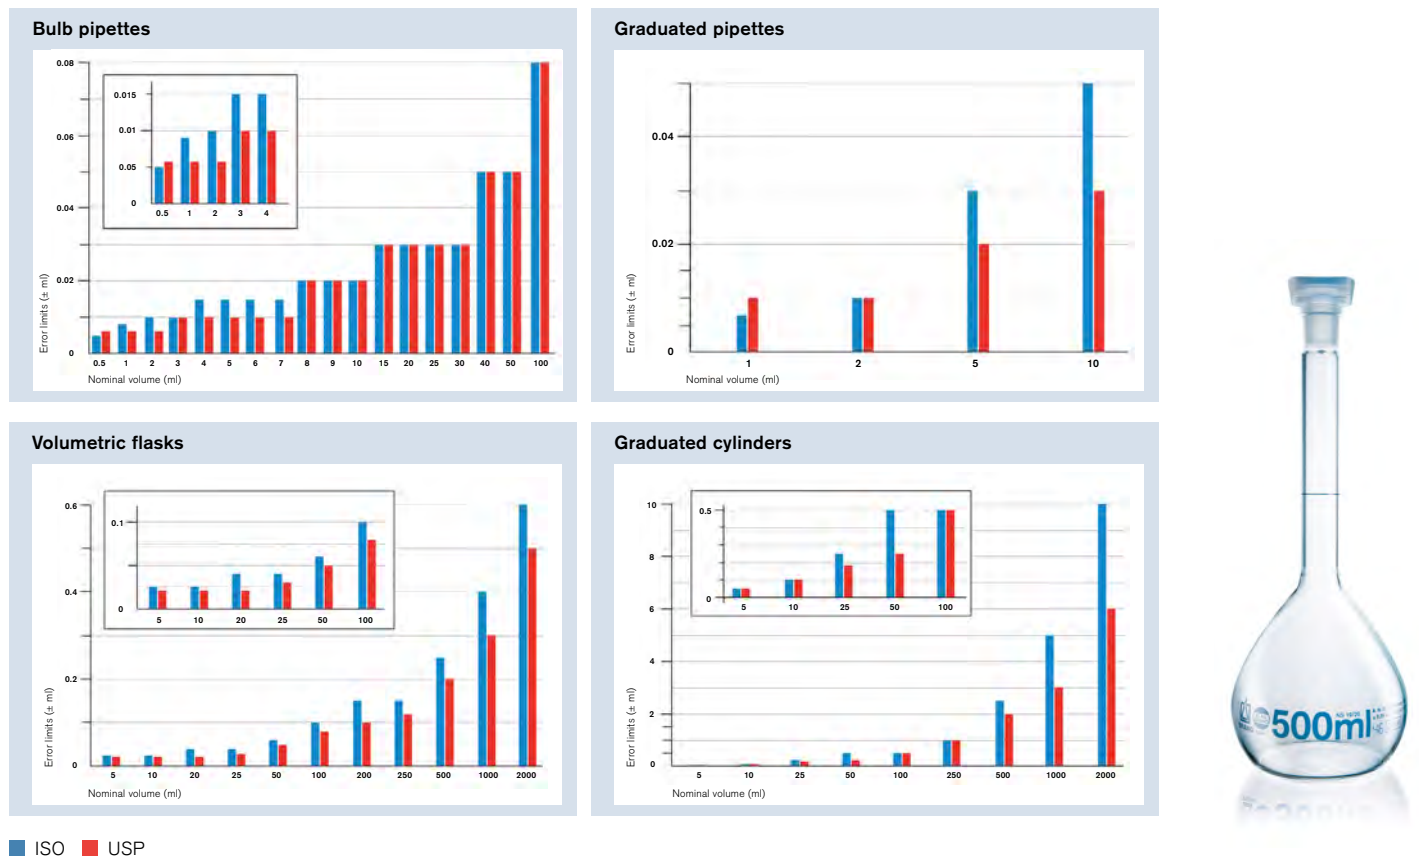 Bulb pipettes
0.08
0.06
0.04
0.02
0
Error limits (± ml)
0.015
0.01
0.05
0
0.5 1 2 3 4
0.5 1 2 3 4 5 6 7 8 9 10 15 20 25 30 40 50 100
Nominal volume (ml)
Graduated pipettes
0.04
0.02
0
Error limits (± ml)
1 2 5 10
Nominal volume (ml)
Volumetric flasks
0.6
0.4
0.2
0
Error limits (± ml)
0.1
0
5 10 20 25 50 100
5 10 20 25 50 100 200 250 500 1000 2000
Nominal volume (ml)
Graduated cylinders
10
8
6
4
2
0
Error limits (± ml)
0.5
0
5 10 25 50 100
5 10 25 50 100 250 500 1000 2000
Nominal volume (ml)
500ml
ISO USP